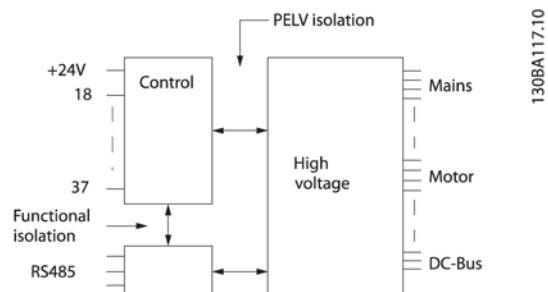 PELV isolation
130BA117.10
+24V
Control
Mains
18
High
voltage
Motor
37
Functional
isolation
DC-Bus
RS485